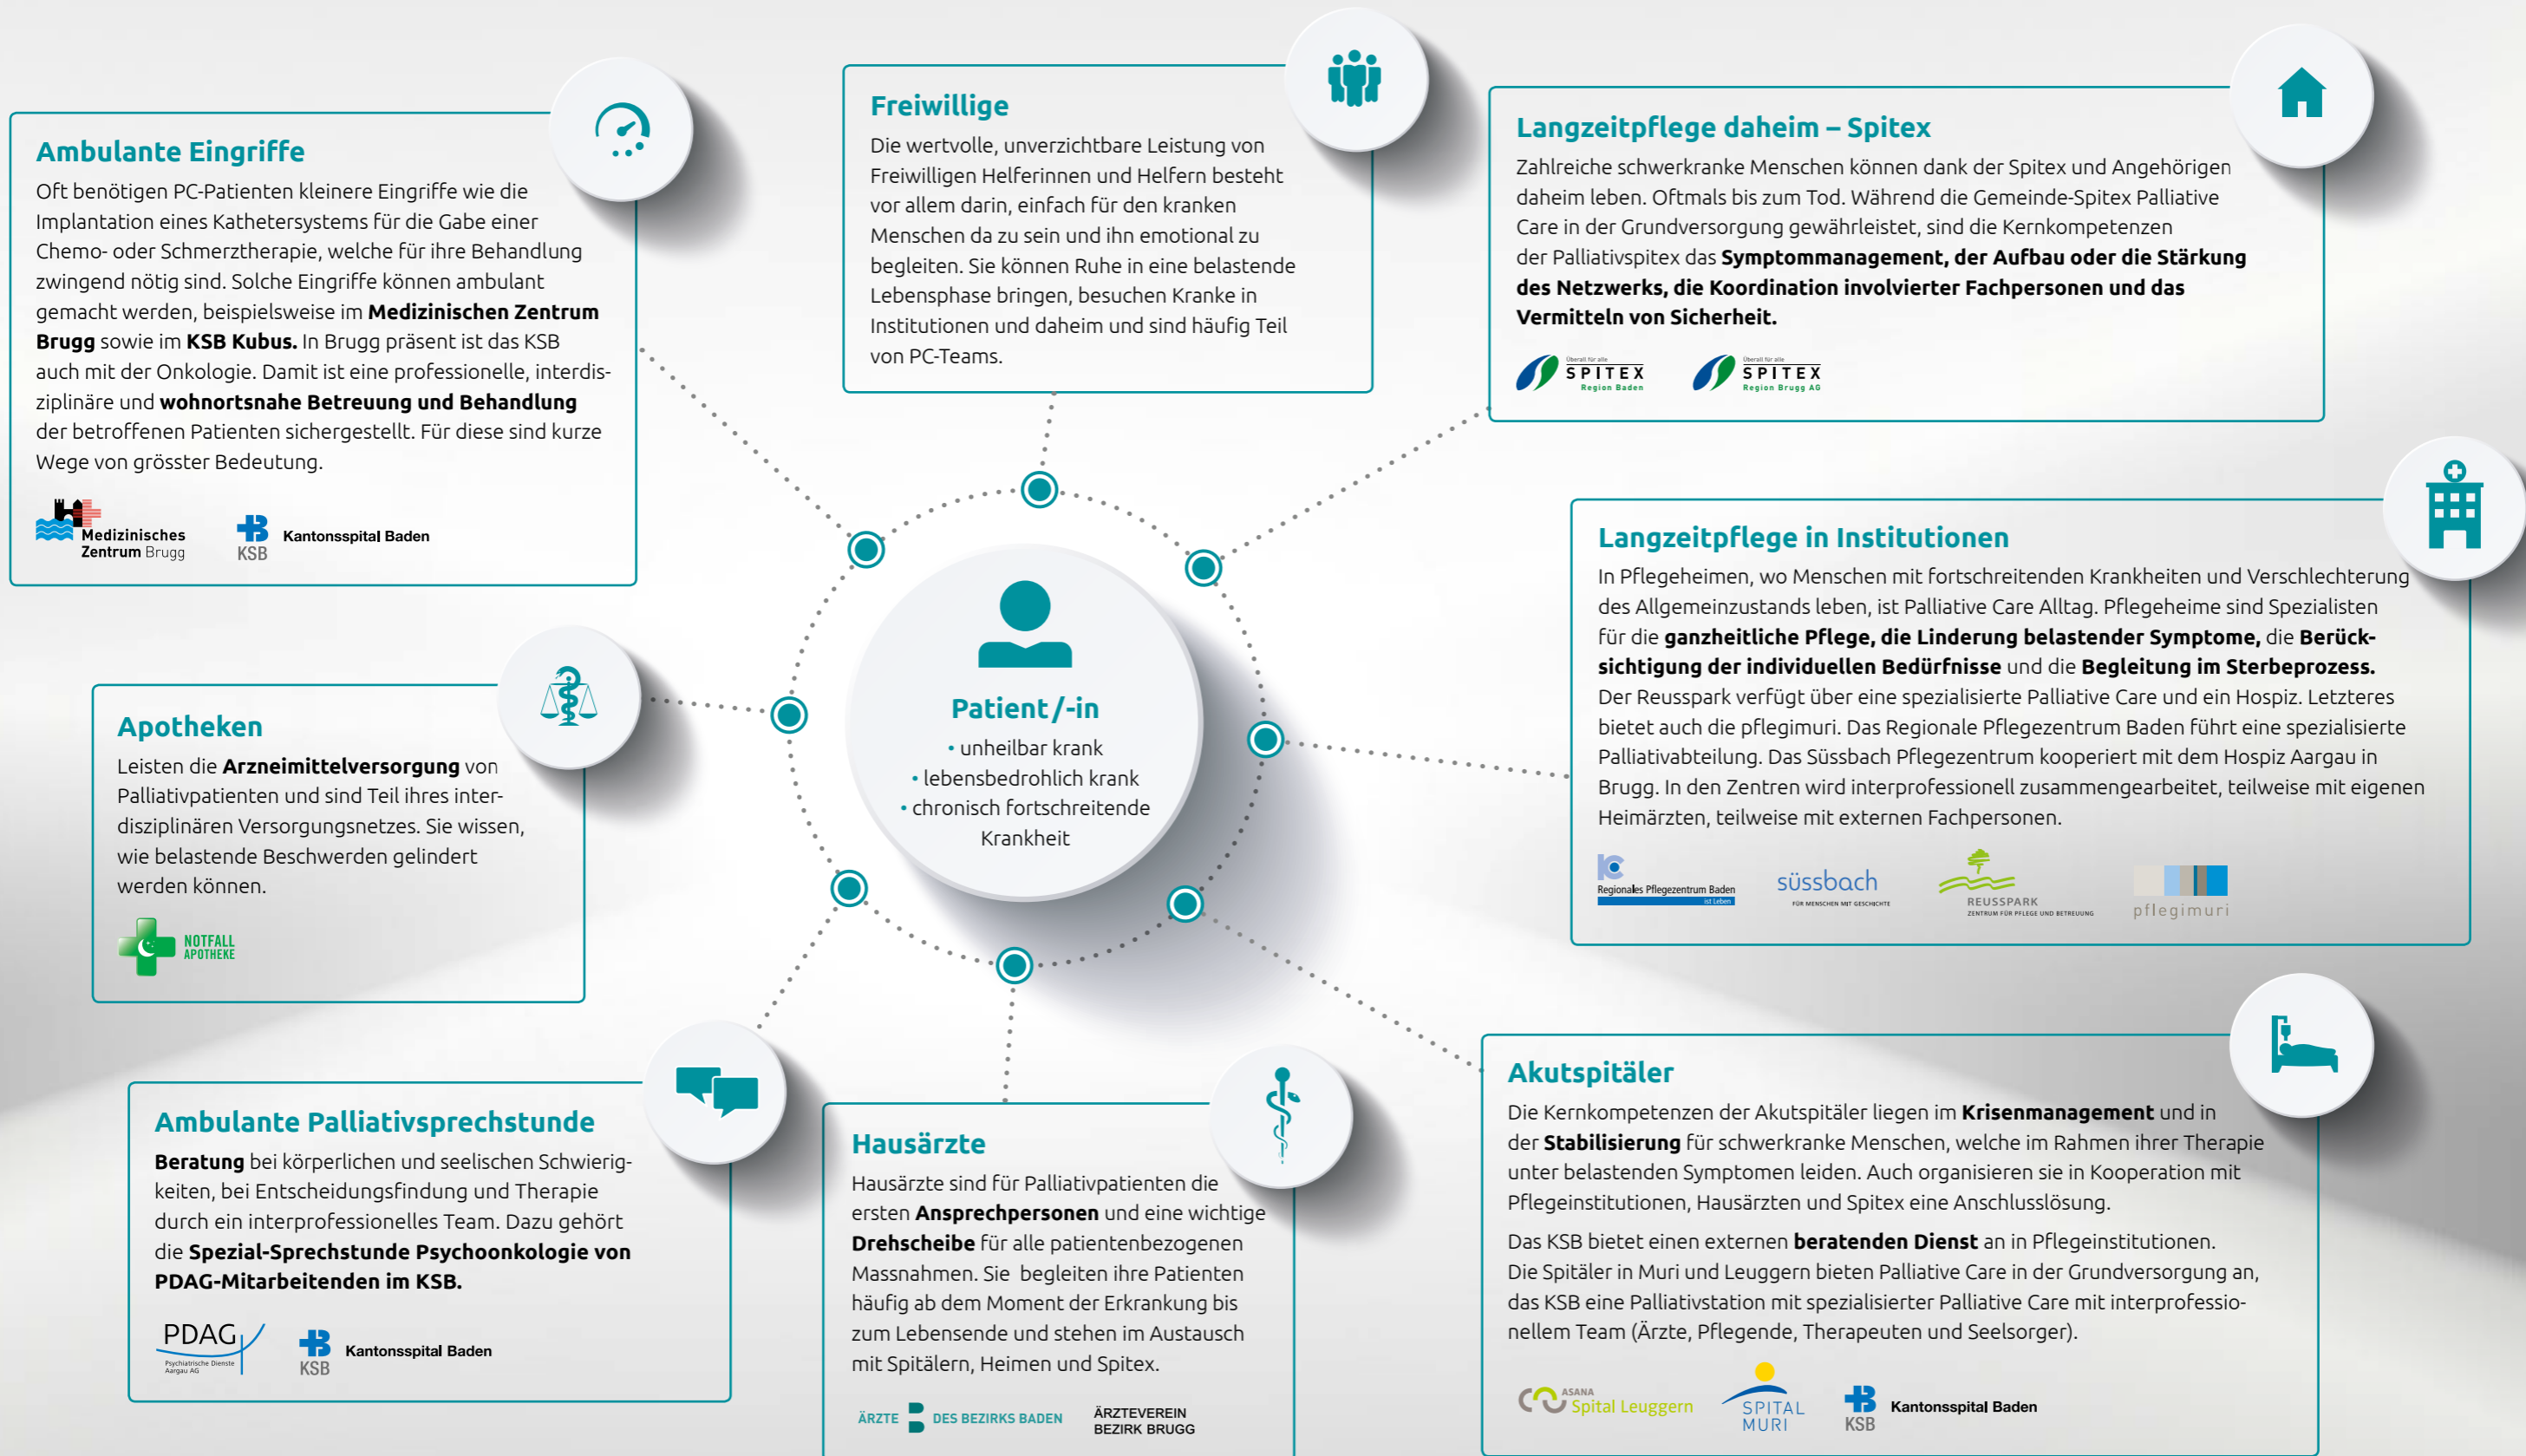 Ambulante Eingriffe
Oft benötigen PC-Patienten kleinere Eingriffe wie die
Implantation eines Kathetersystems für die Gabe einer
Chemo- oder Schmerztherapie, welche für ihre Behandlung
zwingend nötig sind. Solche Eingriffe können ambulant
gemacht werden, beispielsweise im Medizinischen Zentrum
Brugg sowie im KSB Kubus. In Brugg präsent ist das KSB
auch mit der Onkologie. Damit ist eine professionelle, interdis-
ziplinäre und wohnortsnahe Betreuung und Behandlung
der betroffenen Patienten sichergestellt. Für diese sind kurze
Wege von grösster Bedeutung.
Medizinisches
Zentrum Brugg
KSB
Kantonsspital Baden
Freiwillige
Die wertvolle, unverzichtbare Leistung von
Freiwilligen Helferinnen und Helfern besteht
vor allem darin, einfach für den kranken
Menschen da zu sein und ihn emotional zu
begleiten. Sie können Ruhe in eine belastende
Lebensphase bringen, besuchen Kranke in
Institutionen und daheim und sind häufig Teil
von PC-Teams.
Langzeitpflege daheim – Spitex
Zahlreiche schwerkranke Menschen können dank der Spitex und Angehörigen
daheim leben. Oftmals bis zum Tod. Während die Gemeinde-Spitex Palliative
Care in der Grundversorgung gewährleistet, sind die Kernkompetenzen
der Palliativspitex das Symptommanagement, der Aufbau oder die Stärkung
des Netzwerks, die Koordination involvierter Fachpersonen und das
Vermitteln von Sicherheit.
Überall für alle
SPITEX
Region Baden
Überall für alle
SPITEX
Region Brugg AG
Langzeitpflege in Institutionen
In Pflegeheimen, wo Menschen mit fortschreitenden Krankheiten und Verschlechterung
des Allgemeinzustands leben, ist Palliative Care Alltag. Pflegeheime sind Spezialisten
für die ganzheitliche Pflege, die Linderung belastender Symptome, die Berück-
sichtigung der individuellen Bedürfnisse und die Begleitung im Sterbeprozess.
Der Reusspark verfügt über eine spezialisierte Palliative Care und ein Hospiz. Letzteres
bietet auch die pflegimuri. Das Regionale Pflegezentrum Baden führt eine spezialisierte
Palliativabteilung. Das Süssbach Pflegezentrum kooperiert mit dem Hospiz Aargau in
Brugg. In den Zentren wird interprofessionell zusammengearbeitet, teilweise mit eigenen
Heimärzten, teilweise mit externen Fachpersonen.
Regionales Pflegezentrum Baden
ist Leben
süssbach
FÜR MENSCHEN MIT GESCHICHTE
REUSSPARK
ZENTRUM FÜR PFLEGE UND BETREUUNG
pflegimuri
Patient/-in
• unheilbar krank
• lebensbedrohlich krank
• chronisch fortschreitende
Krankheit
Apotheken
Leisten die Arzneimittelversorgung von
Palliativpatienten und sind Teil ihres inter-
disziplinären Versorgungsnetzes. Sie wissen,
wie belastende Beschwerden gelindert
werden können.
NOTFALL
APOTHEKE
Ambulante Palliativsprechstunde
Beratung bei körperlichen und seelischen Schwierig-
keiten, bei Entscheidungsfindung und Therapie
durch ein interprofessionelles Team. Dazu gehört
die Spezial-Sprechstunde Psychoonkologie von
PDAG-Mitarbeitenden im KSB.
PDAG
Psychiatrische Dienste
Aargau AG
KSB
Kantonsspital Baden
Hausärzte
Hausärzte sind für Palliativpatienten die
ersten Ansprechpersonen und eine wichtige
Drehscheibe für alle patientenbezogenen
Massnahmen. Sie begleiten ihre Patienten
häufig ab dem Moment der Erkrankung bis
zum Lebensende und stehen im Austausch
mit Spitälern, Heimen und Spitex.
ÄRZTE DES BEZIRKS BADEN
ÄRZTEVEREIN
BEZIRK BRUGG
Akutspitäler
Die Kernkompetenzen der Akutspitäler liegen im Krisenmanagement und in
der Stabilisierung für schwerkranke Menschen, welche im Rahmen ihrer Therapie
unter belastenden Symptomen leiden. Auch organisieren sie in Kooperation mit
Pflegeinstitutionen, Hausärzten und Spitex eine Anschlusslösung.
Das KSB bietet einen externen beratenden Dienst an in Pflegeinstitutionen.
Die Spitäler in Muri und Leuggern bieten Palliative Care in der Grundversorgung an,
das KSB eine Palliativstation mit spezialisierter Palliative Care mit interprofessio-
nellem Team (Ärzte, Pflegende, Therapeuten und Seelsorger).
ASANA
Spital Leuggern
SPITAL
MURI
KSB
Kantonsspital Baden